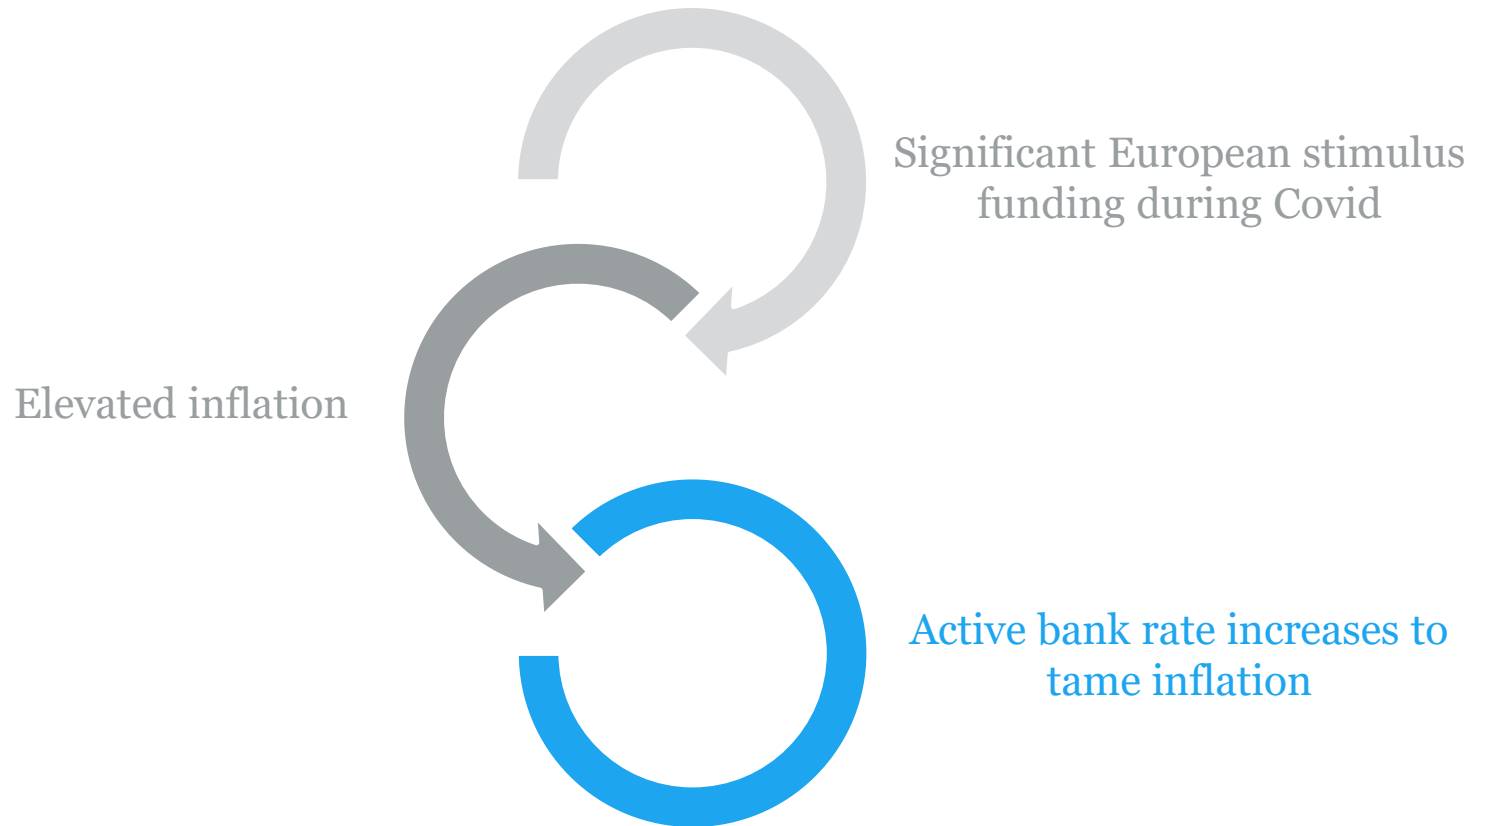 Significant European stimulus
funding during Covid
Elevated inflation
Active bank rate increases to
tame inflation